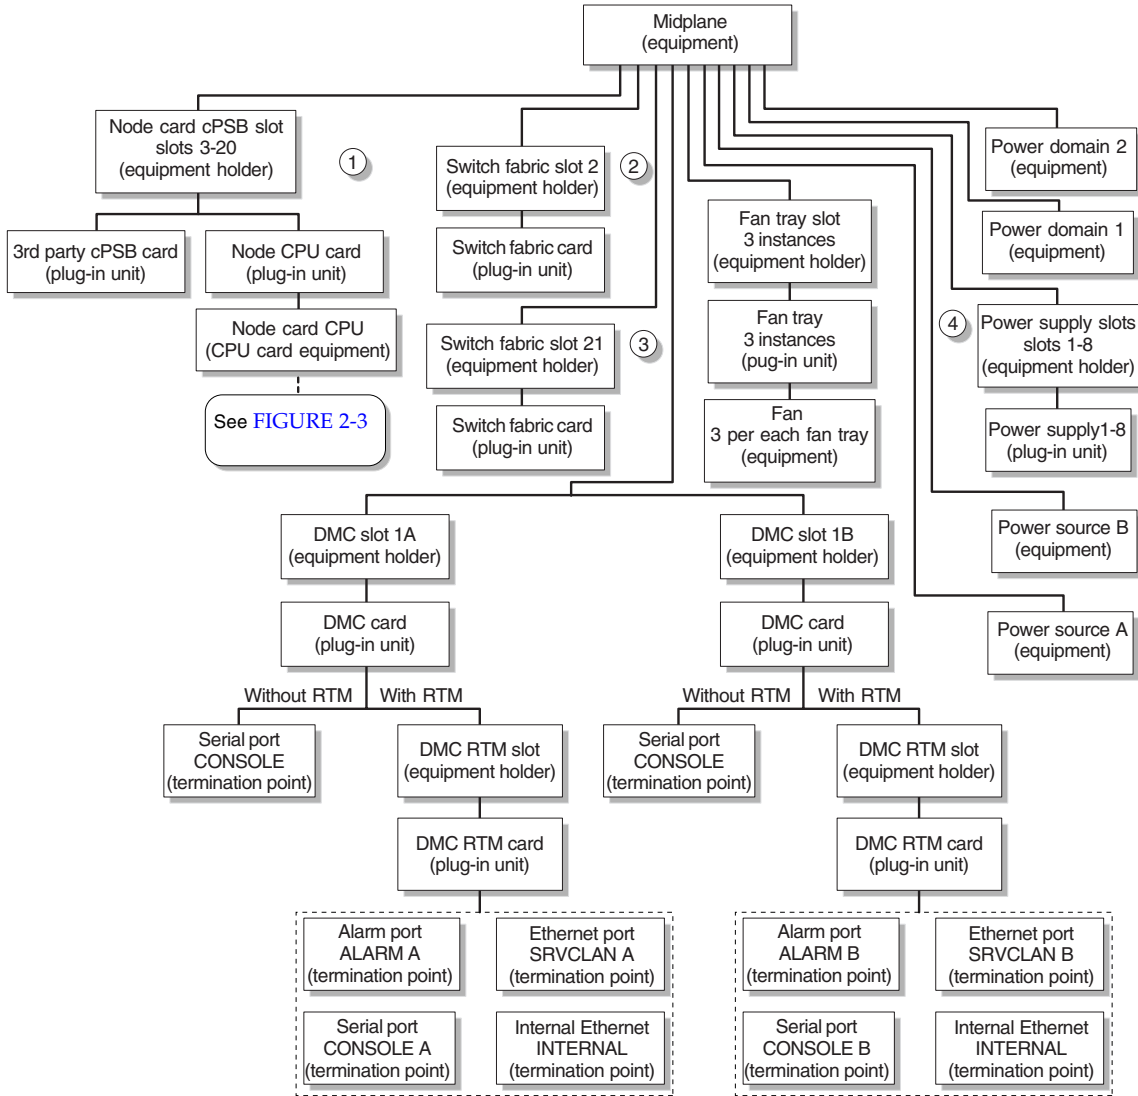 Midplane
(equipment)
Node card cPSB slot
slots 3-20
(equipment holder)
1
3rd party cPSB card
(plug-in unit)
Node CPU card
(plug-in unit)
Node card CPU
(CPU card equipment)
See FIGURE 2-3
Switch fabric slot 2
(equipment holder)
2
Switch fabric card
(plug-in unit)
Switch fabric slot 21
(equipment holder)
3
Switch fabric card
(plug-in unit)
Fan tray slot
3 instances
(equipment holder)
Fan tray
3 instances
(pug-in unit)
Fan
3 per each fan tray
(equipment)
Power domain 2
(equipment)
Power domain 1
(equipment)
4
Power supply slots
slots 1-8
(equipment holder)
Power supply1-8
(plug-in unit)
Power source B
(equipment)
Power source A
(equipment)
DMC slot 1A
(equipment holder)
DMC card
(plug-in unit)
Without RTM
With RTM
Serial port
CONSOLE
(termination point)
DMC RTM slot
(equipment holder)
DMC RTM card
(plug-in unit)
Alarm port
ALARM A
(termination point)
Ethernet port
SRVCLAN A
(termination point)
Serial port
CONSOLE A
(termination point)
Internal Ethernet
INTERNAL
(termination point)
DMC slot 1B
(equipment holder)
DMC card
(plug-in unit)
Without RTM
With RTM
Serial port
CONSOLE
(termination point)
DMC RTM slot
(equipment holder)
DMC RTM card
(plug-in unit)
Alarm port
ALARM B
(termination point)
Ethernet port
SRVCLAN B
(termination point)
Serial port
CONSOLE B
(termination point)
Internal Ethernet
INTERNAL
(termination point)